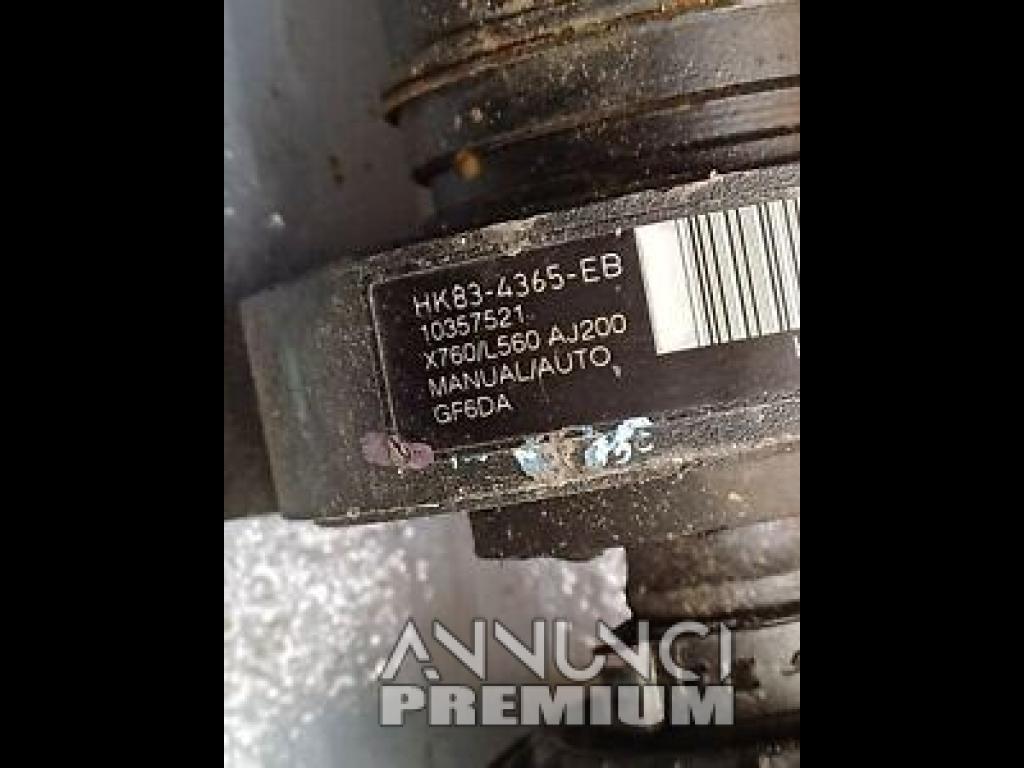 HK83-4365-EB
10357521
X760/L560 AJ200
MANUAL/AUTO
GF6DA
ANNUNCI
PREMIUM